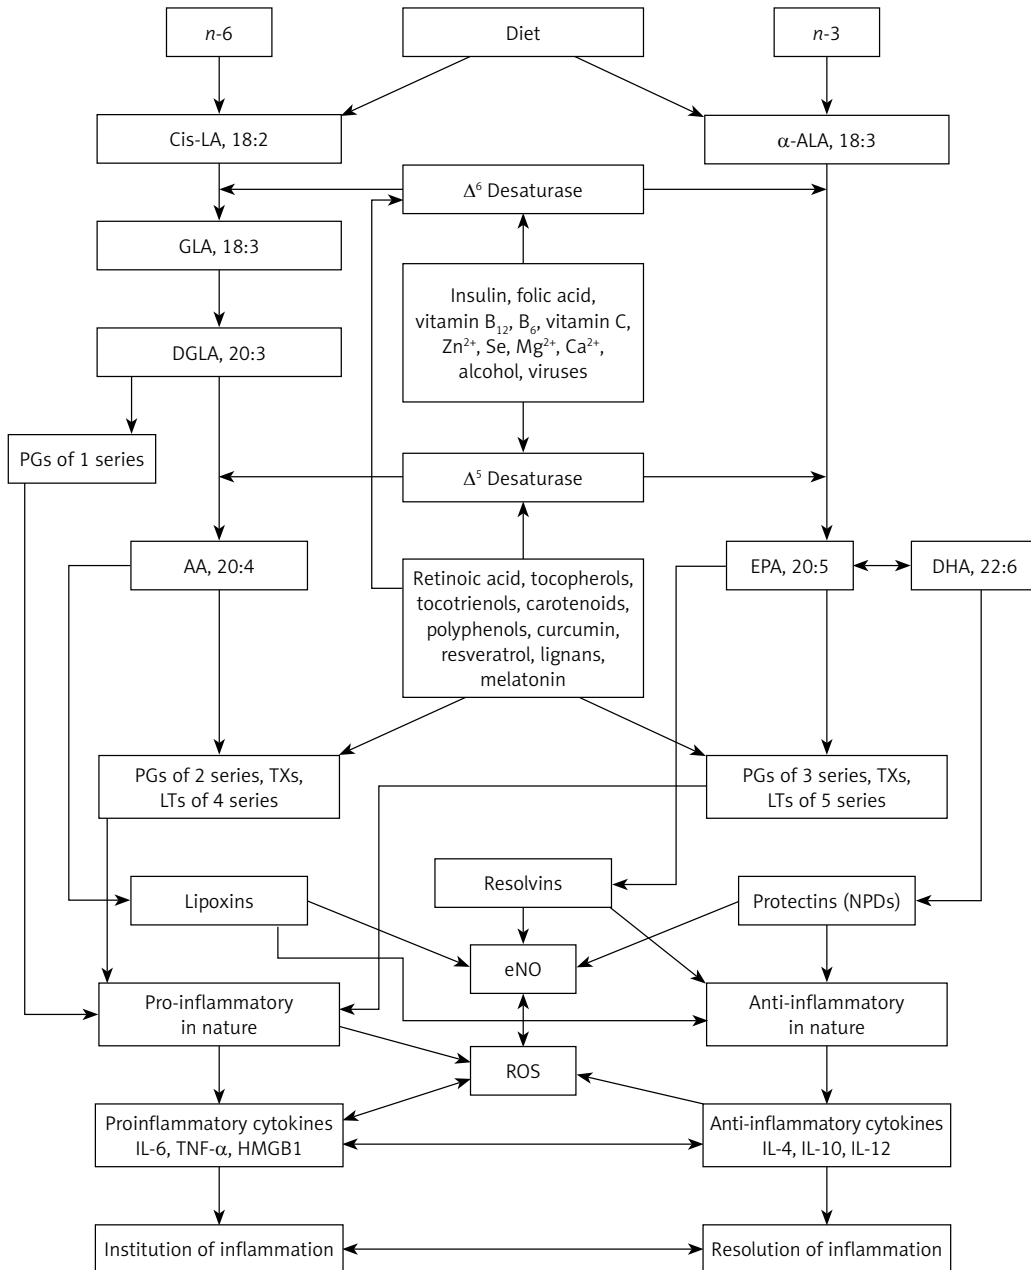 n-6
Diet
n-3
Cis-LA, 18:2
α-ALA, 18:3
Δ⁶ Desaturase
GLA, 18:3
Insulin, folic acid,
vitamin B₁₂, B₆, vitamin C,
Zn²⁺, Se, Mg²⁺, Ca²⁺,
alcohol, viruses
DGLA, 20:3
PGs of 1 series
Δ⁵ Desaturase
AA, 20:4
EPA, 20:5
DHA, 22:6
Retinoic acid, tocopherols,
tocotrienols, carotenoids,
polyphenols, curcumin,
resveratrol, lignans,
melatonin
PGs of 2 series, TXs,
LTs of 4 series
PGs of 3 series, TXs,
LTs of 5 series
Lipoxins
Resolvins
Protectins (NPDs)
eNO
Pro-inflammatory
in nature
Anti-inflammatory
in nature
ROS
Proinflammatory cytokines
IL-6, TNF-α, HMGB1
Anti-inflammatory cytokines
IL-4, IL-10, IL-12
Institution of inflammation
Resolution of inflammation